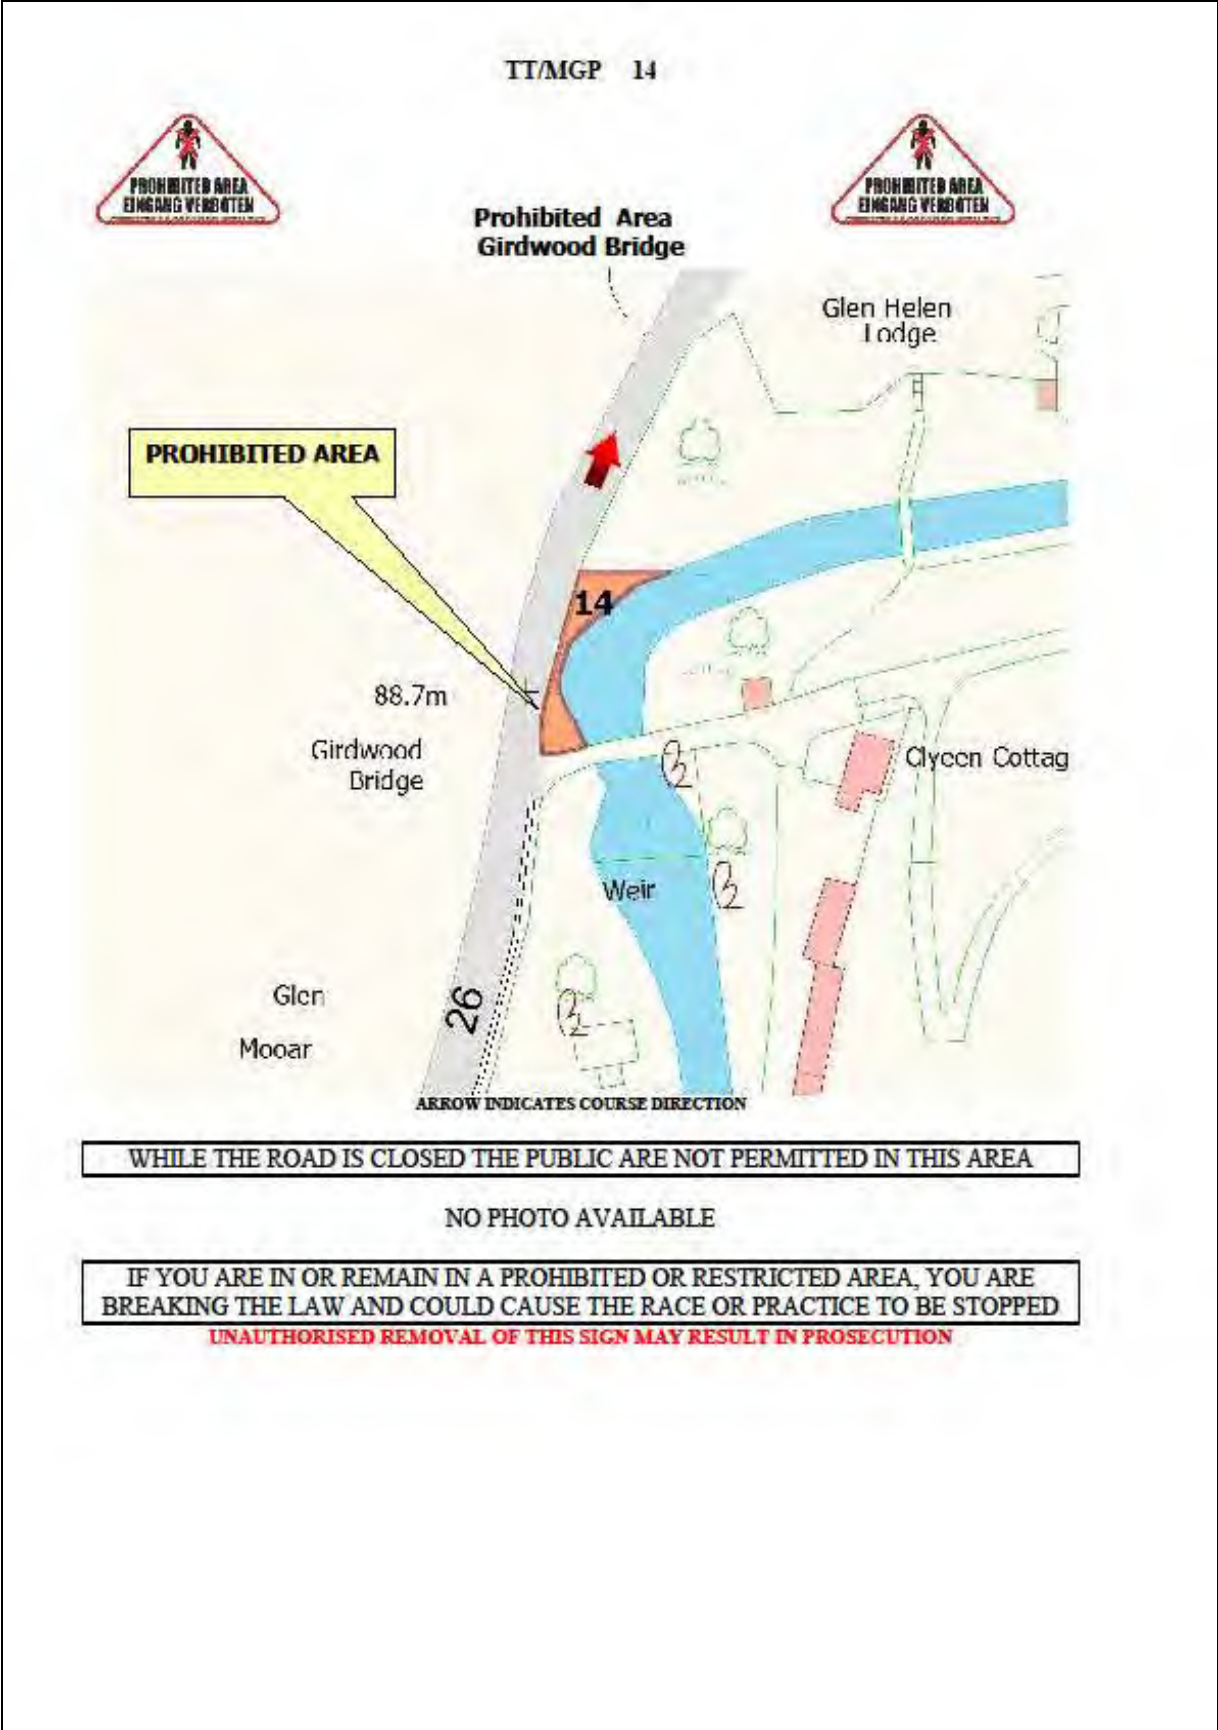 TT/MGP 14
PROHIBITED AREA
EINGANG VERBOTEN
PROHIBITED AREA
EINGANG VERBOTEN
Prohibited Area
Girdwood Bridge
Glen Helen
Lodge
PROHIBITED AREA
14
88.7m
Girdwood
Bridge
Clyeen Cottag
Weir
26
Glen
Mooar
ARROW INDICATES COURSE DIRECTION
WHILE THE ROAD IS CLOSED THE PUBLIC ARE NOT PERMITTED IN THIS AREA
NO PHOTO AVAILABLE
IF YOU ARE IN OR REMAIN IN A PROHIBITED OR RESTRICTED AREA, YOU ARE
BREAKING THE LAW AND COULD CAUSE THE RACE OR PRACTICE TO BE STOPPED
UNAUTHORISED REMOVAL OF THIS SIGN MAY RESULT IN PROSECUTION